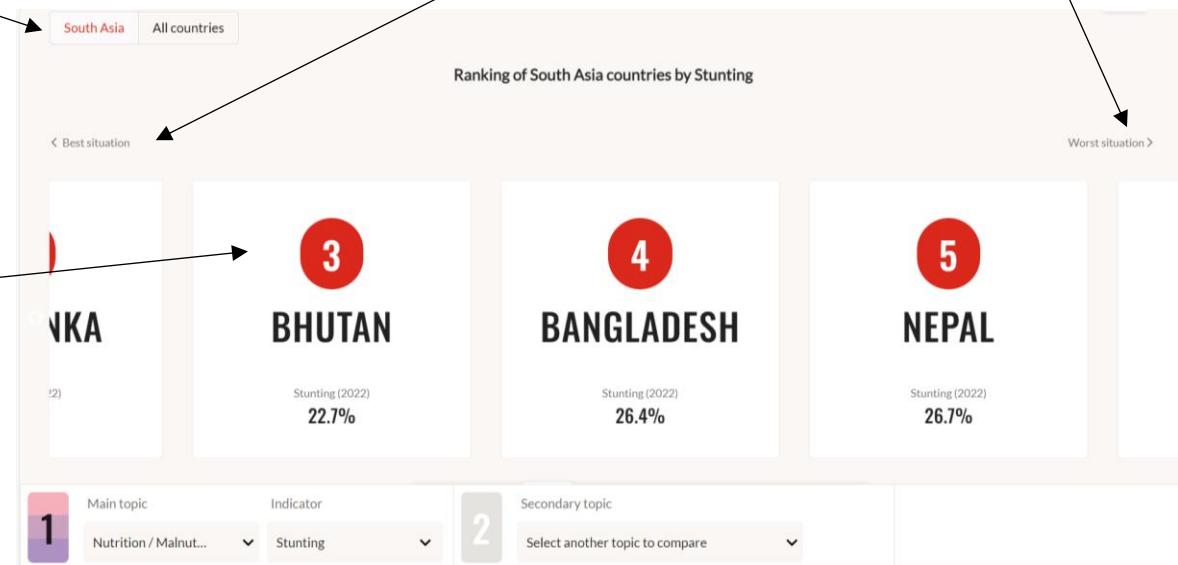 South Asia All countries
Ranking of South Asia countries by Stunting
Best situation Worst situation
3 4 5
NKA BHUTAN BANGLADESH NEPAL
22) Stunting (2022) Stunting (2022) Stunting (2022)
22.7% 26.4% 26.7%
1 Main topic Indicator 2 Secondary topic
Nutrition / Malnut... Stunting Select another topic to compare